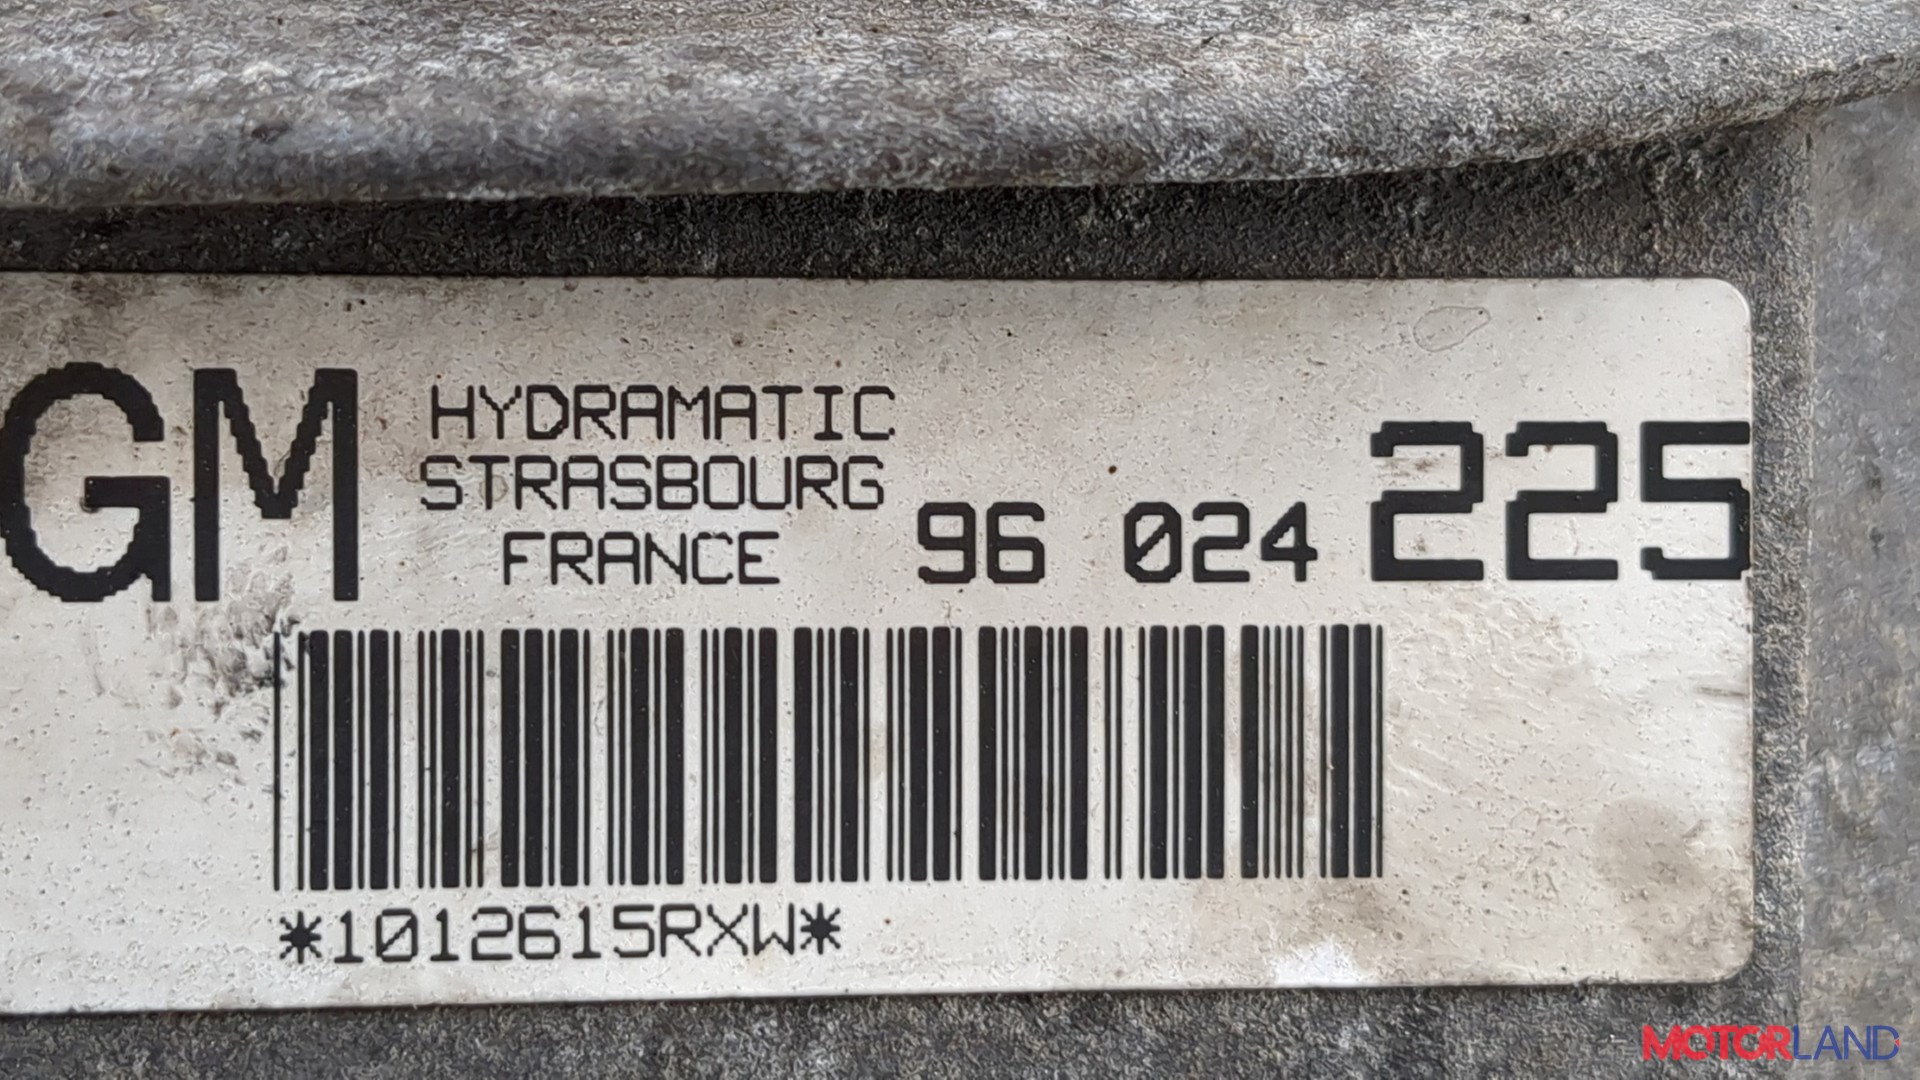 GM HYDRAMATIC
STRASBOURG
FRANCE 96 024 225
*1012615RXW*
MOTORLAND